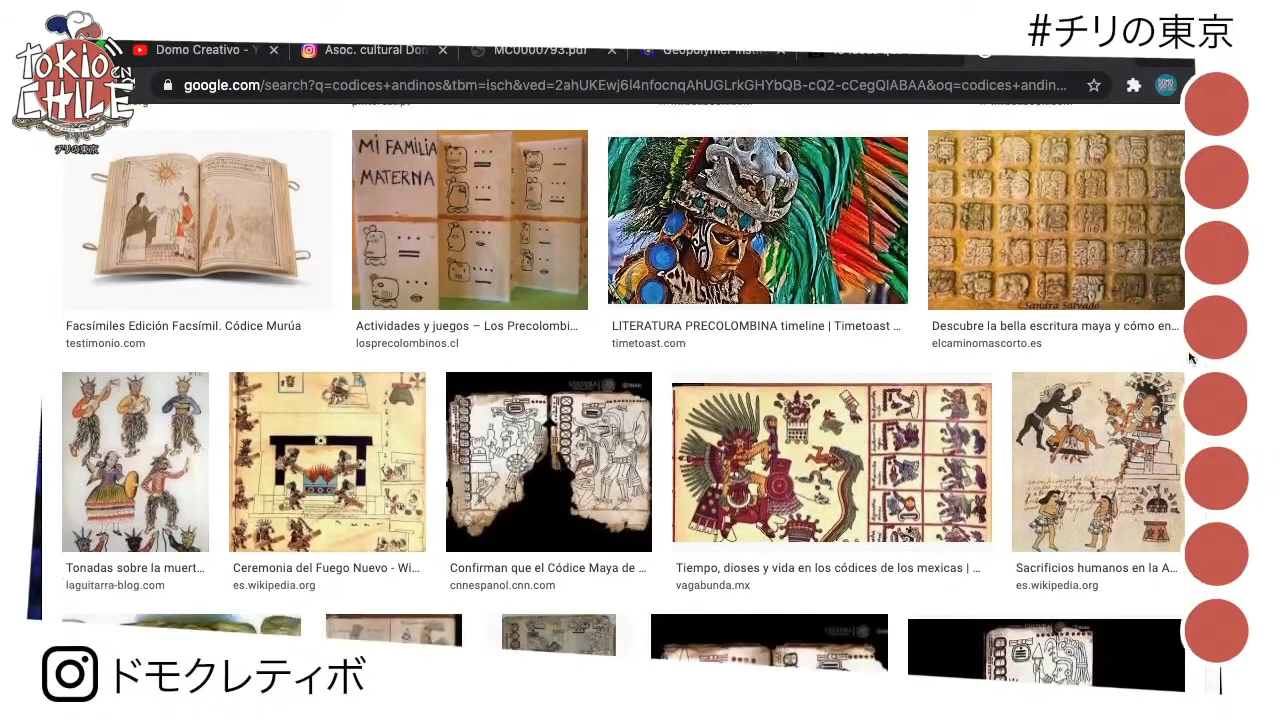 #チリの東京
TOKIO
EN
CHILE
チリの東京
Domo Creativo - Y
Asoc. cultural Dom
MC0000793.pdf
Geopolymer Insti
google.com/search?q=codices+andinos&tbm=isch&ved=2ahUKEwj6l4nfocnqAhUGLrkGHYbQB-cQ2-cCegQIABAA&oq=codices+andin...
DOMO
MI FAMILIA
MATERNA
©Sandra Salvado
Facsímiles Edición Facsímil. Códice Murúa
testimonio.com
Actividades y juegos – Los Precolombi...
losprecolombinos.cl
LITERATURA PRECOLOMBINA timeline | Timetoast ...
timetoast.com
Descubre la bella escritura maya y cómo en...
elcaminomascorto.es
CULTURA
Tonadas sobre la muert...
laguitarra-blog.com
Ceremonia del Fuego Nuevo - Wi...
es.wikipedia.org
Confirman que el Códice Maya de ...
cnnespanol.cnn.com
Tiempo, dioses y vida en los códices de los mexicas | ...
vagabunda.mx
Sacrificios humanos en la A...
es.wikipedia.org
ドモクレティボ